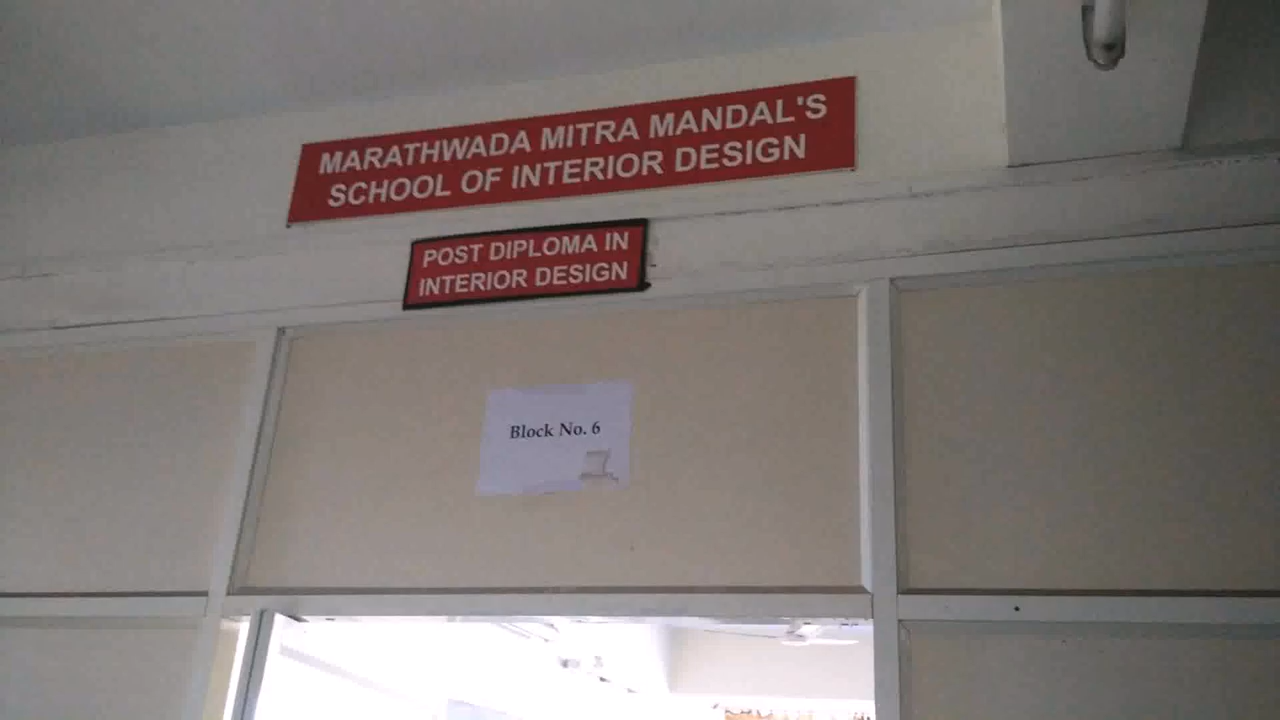 MARATHWADA MITRA MANDAL'S
SCHOOL OF INTERIOR DESIGN
POST DIPLOMA IN
INTERIOR DESIGN
Block No. 6